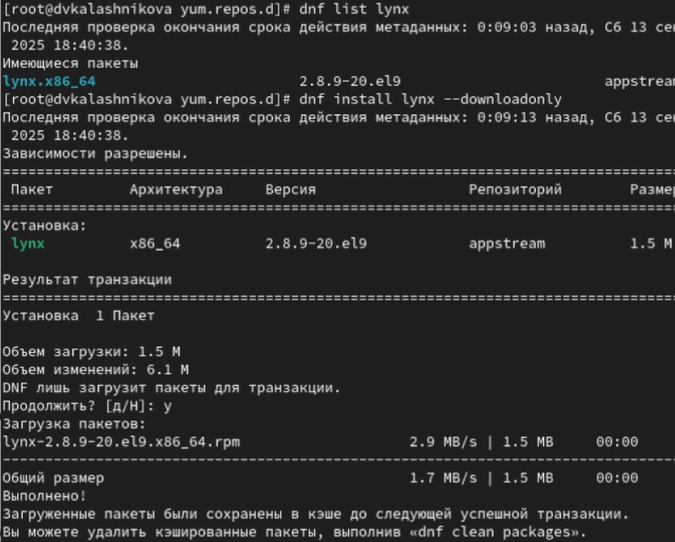 [root@dvkalashnikova yum.repos.d]# dnf list lynx
Последняя проверка окончания срока действия метаданных: 0:09:03 назад, Сб 13 сен
2025 18:40:38.
Имеющиеся пакеты
lynx.x86_64 2.8.9-20.el9 appstream
[root@dvkalashnikova yum.repos.d]# dnf install lynx --downloadonly
Последняя проверка окончания срока действия метаданных: 0:09:13 назад, Сб 13 сен
2025 18:40:38.
Зависимости разрешены.
================================================================================
Пакет Архитектура Версия Репозиторий Размер
================================================================================
Установка:
lynx x86_64 2.8.9-20.el9 appstream 1.5 M
Результат транзакции
================================================================================
Установка 1 Пакет
Объем загрузки: 1.5 M
Объем изменений: 6.1 M
DNF лишь загрузит пакеты для транзакции.
Продолжить? [д/Н]: y
Загрузка пакетов:
lynx-2.8.9-20.el9.x86_64.rpm 2.9 MB/s | 1.5 MB 00:00
--------------------------------------------------------------------------------
Общий размер 1.7 MB/s | 1.5 MB 00:00
Выполнено!
Загруженные пакеты были сохранены в кэше до следующей успешной транзакции.
Вы можете удалить кэшированные пакеты, выполнив «dnf clean packages».